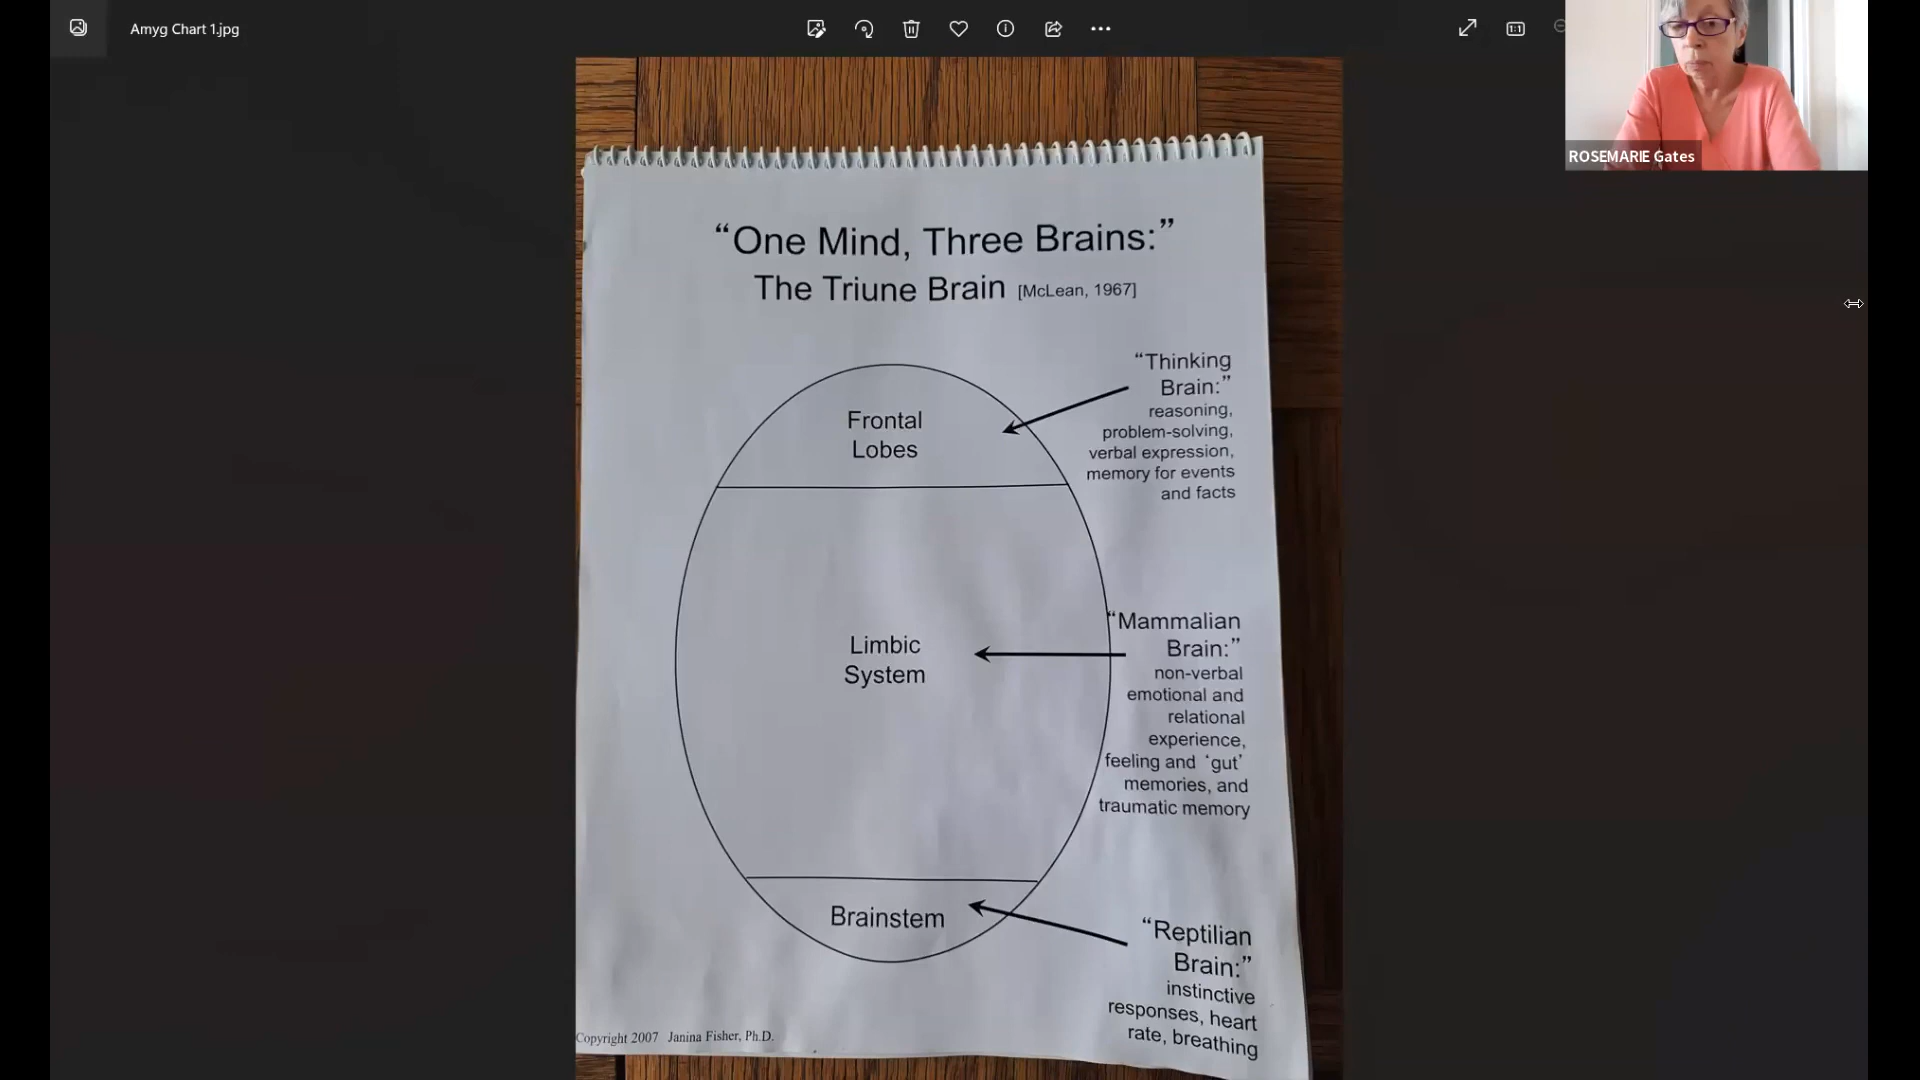 Amyg Chart 1.jpg
1:1
ROSEMARIE Gates
“One Mind, Three Brains:”
The Triune Brain [McLean, 1967]
“Thinking
Brain:”
reasoning,
problem-solving,
verbal expression,
memory for events
and facts
Frontal
Lobes
“Mammalian
Brain:”
non-verbal
emotional and
relational
experience,
feeling and ‘gut’
memories, and
traumatic memory
Limbic
System
“Reptilian
Brain:”
instinctive
responses, heart
rate, breathing
Brainstem
Copyright 2007 Janina Fisher, Ph.D.